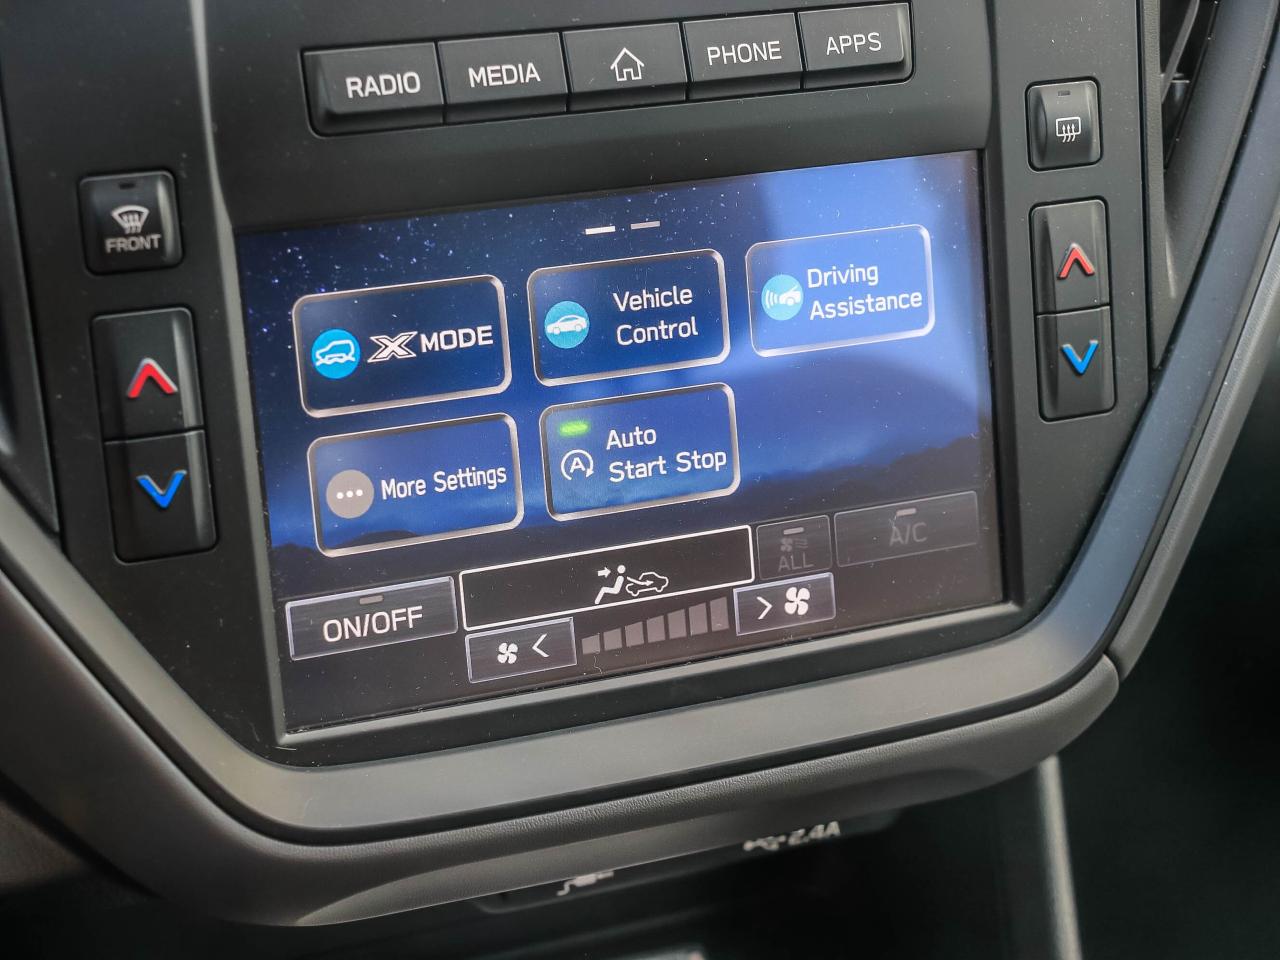 RADIO
MEDIA
PHONE
APPS
FRONT
X MODE
Vehicle
Control
Driving
Assistance
More Settings
A
Auto
Start Stop
ALL
A/C
ON/OFF
2.4A